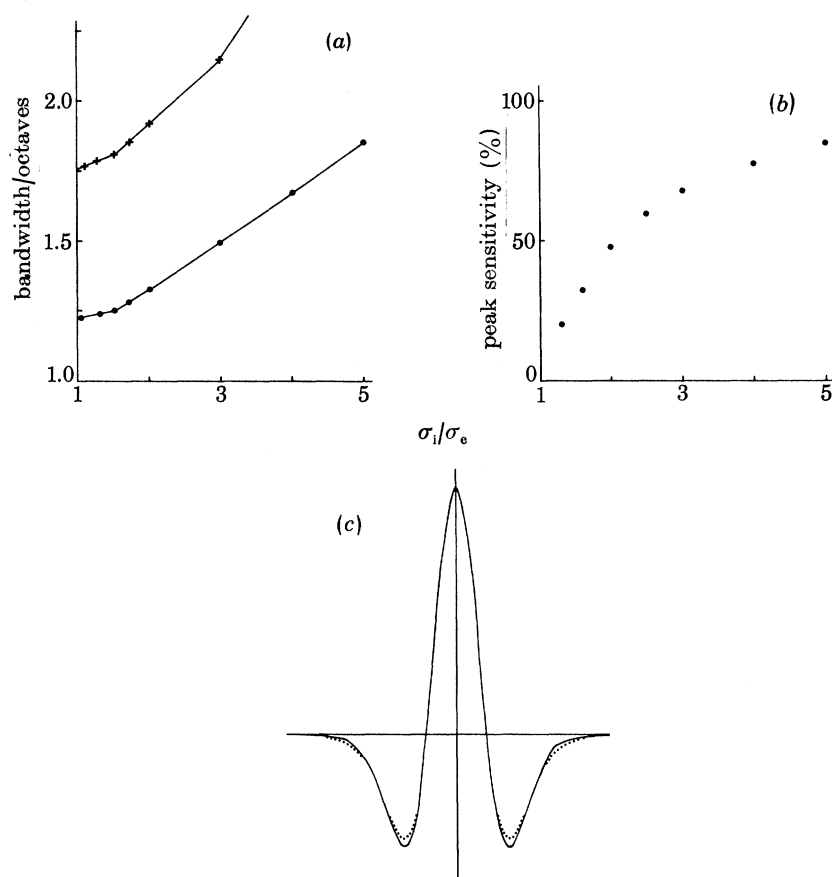 (a)
2.0
1.5
1.0
bandwidth/octaves
1
3
5
(b)
100
50
0
peak sensitivity (%)
1
3
5
σᵢ/σₑ
(c)